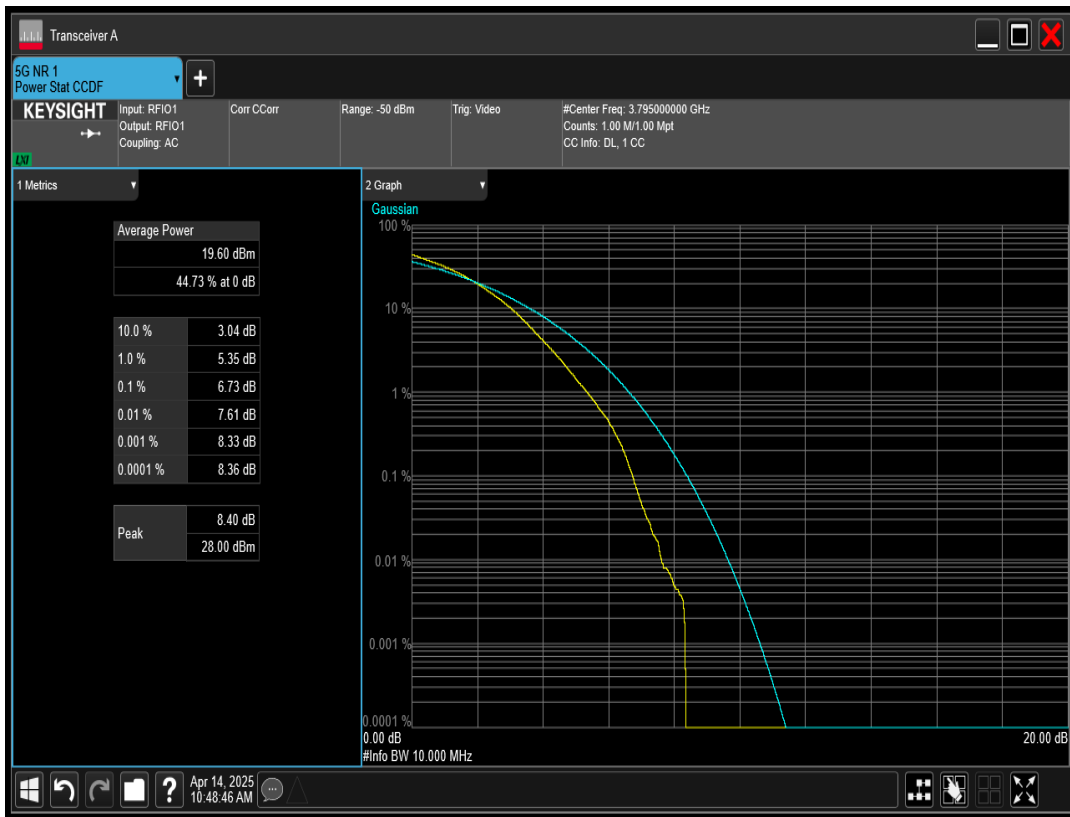 Transceiver A
5G NR 1
Power Stat CCDF
+
KEYSIGHT
LXI
Input: RFIO1
Output: RFIO1
Coupling: AC
Corr CCorr
Range: -50 dBm
Trig: Video
#Center Freq: 3.795000000 GHz
Counts: 1.00 M/1.00 Mpt
CC Info: DL, 1 CC
1 Metrics
Average Power
19.60 dBm
44.73 % at 0 dB
10.0 % 3.04 dB
1.0 % 5.35 dB
0.1 % 6.73 dB
0.01 % 7.61 dB
0.001 % 8.33 dB
0.0001 % 8.36 dB
Peak
8.40 dB
28.00 dBm
2 Graph
Gaussian
100 %
10 %
1 %
0.1 %
0.01 %
0.001 %
0.0001 %
0.00 dB 20.00 dB
#Info BW 10.000 MHz
?
Apr 14, 2025
10:48:46 AM